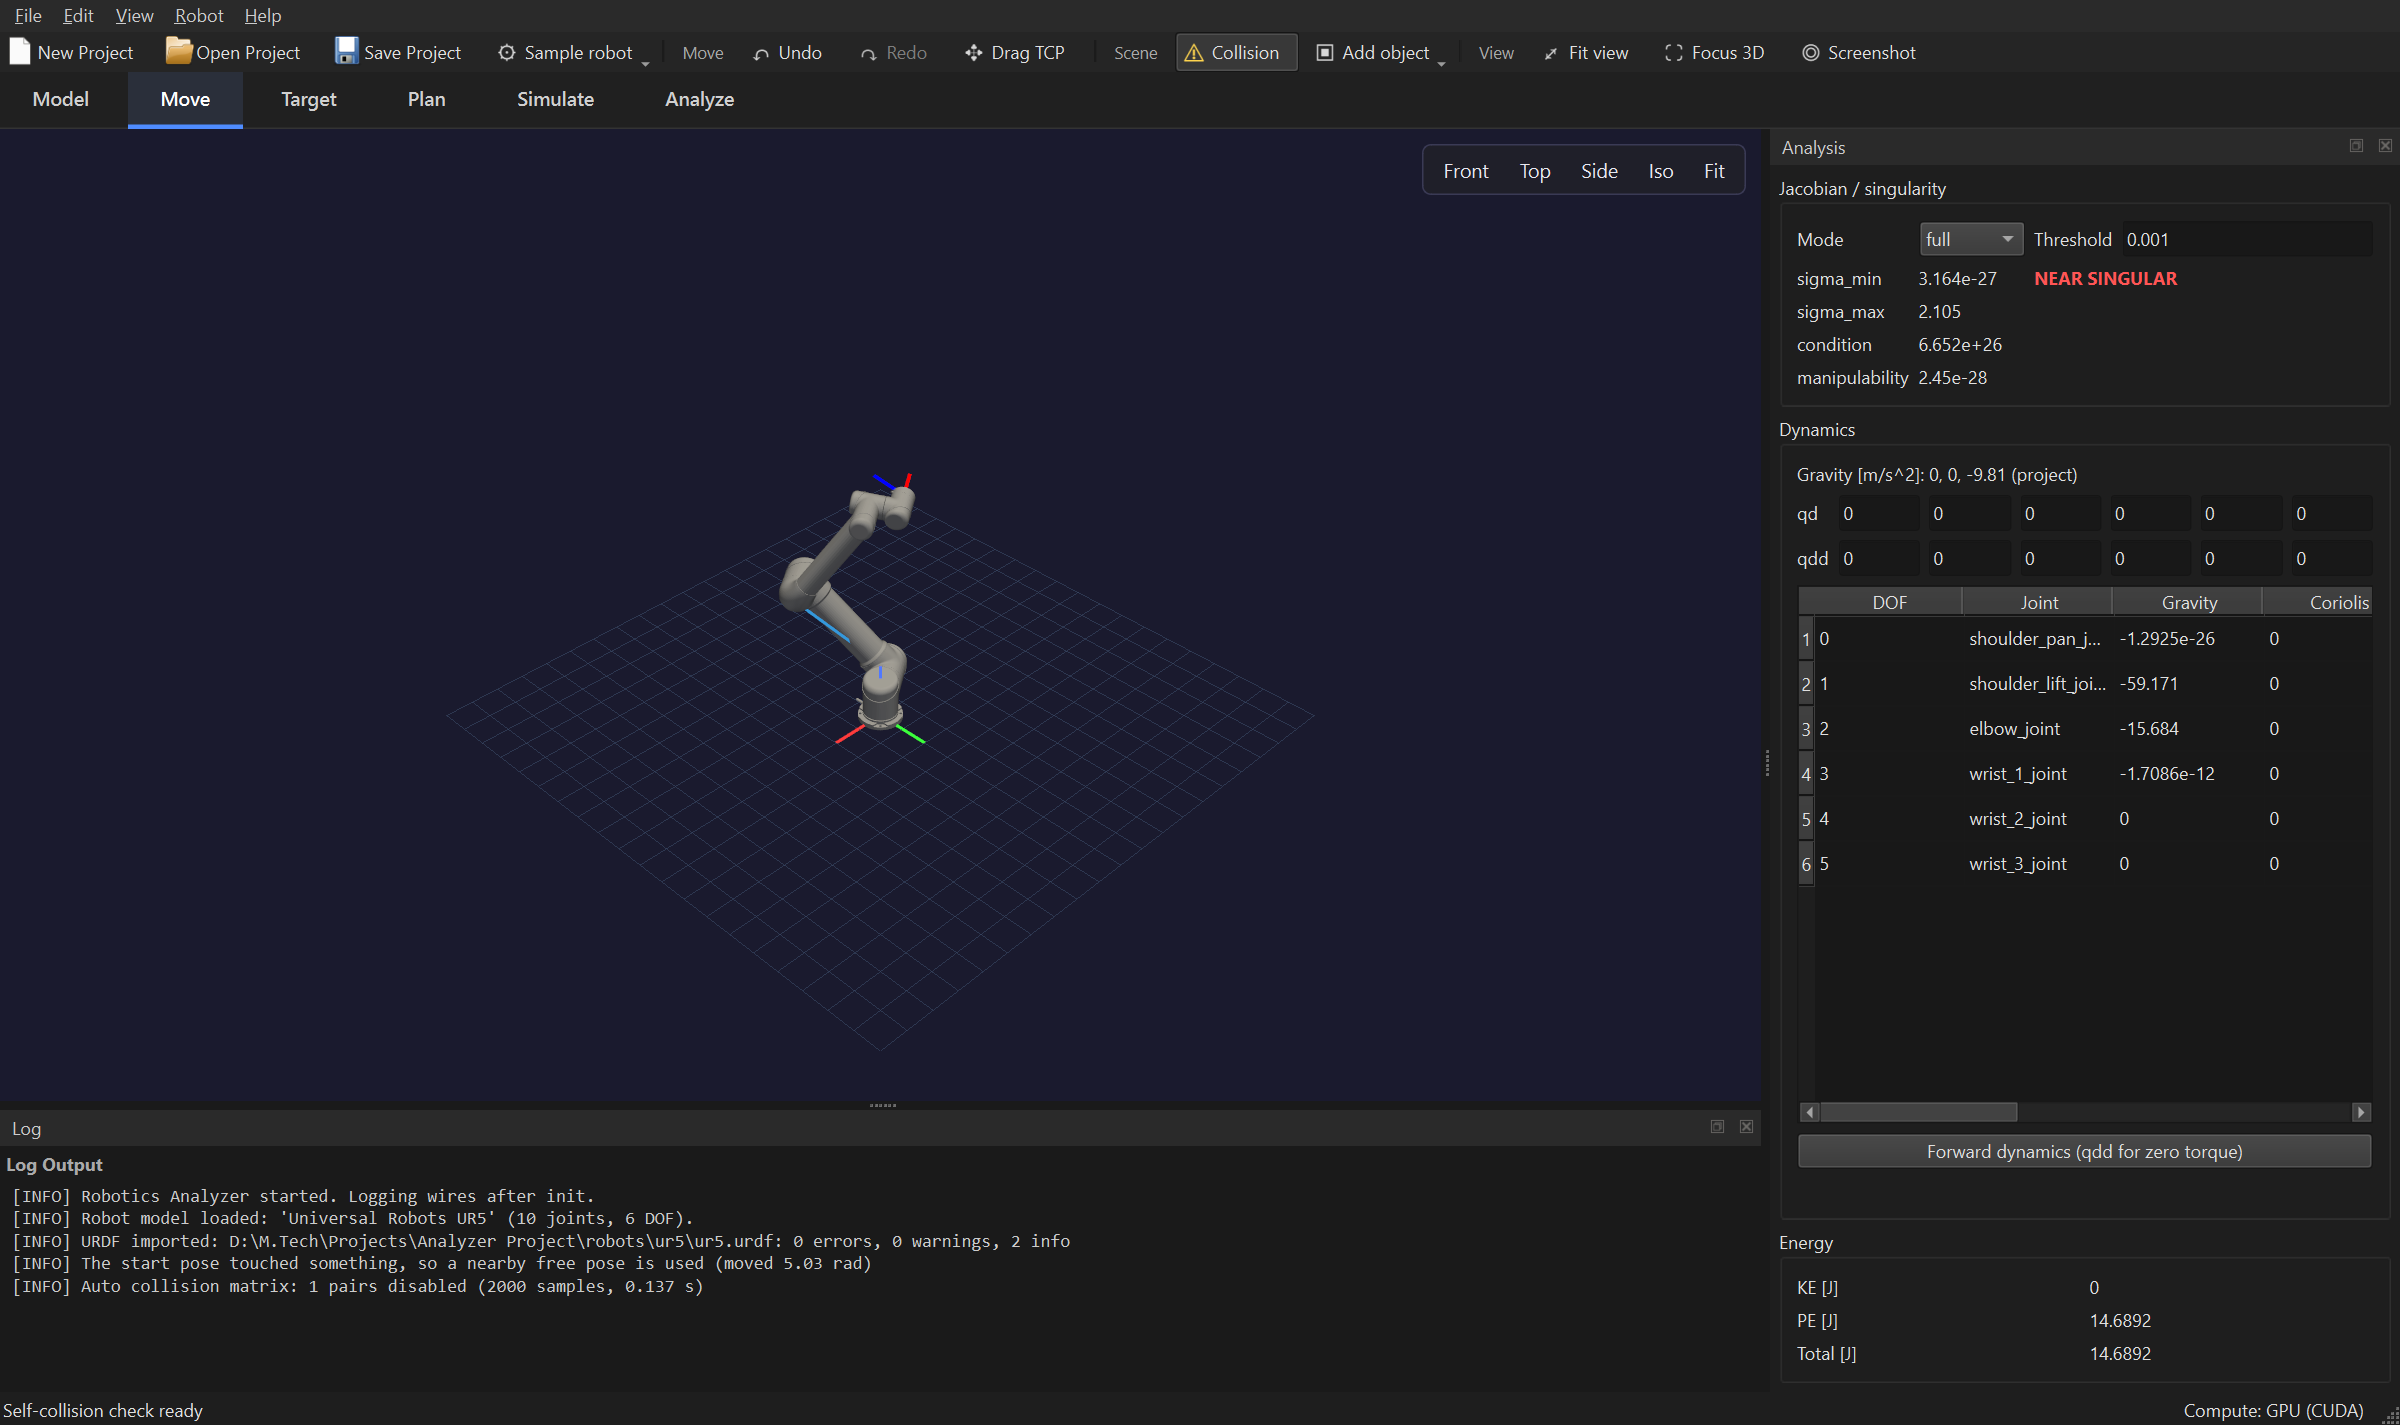 File Edit View Robot Help
New Project Open Project Save Project Sample robot Move Undo Redo Drag TCP Scene Collision Add object View Fit view Focus 3D Screenshot
Model Move Target Plan Simulate Analyze
Front Top Side Iso Fit
Analysis
Jacobian / singularity
Mode full Threshold 0.001
sigma_min 3.164e-27 NEAR SINGULAR
sigma_max 2.105
condition 6.652e+26
manipulability 2.45e-28
Dynamics
Gravity [m/s^2]: 0, 0, -9.81 (project)
qd 0 0 0 0 0 0
qdd 0 0 0 0 0 0
DOF Joint Gravity Coriolis
1 0 shoulder_pan_j... -1.2925e-26 0
2 1 shoulder_lift_joi... -59.171 0
3 2 elbow_joint -15.684 0
4 3 wrist_1_joint -1.7086e-12 0
5 4 wrist_2_joint 0 0
6 5 wrist_3_joint 0 0
Forward dynamics (qdd for zero torque)
Energy
KE [J] 0
PE [J] 14.6892
Total [J] 14.6892
Log
Log Output
[INFO] Robotics Analyzer started. Logging wires after init.
[INFO] Robot model loaded: 'Universal Robots UR5' (10 joints, 6 DOF).
[INFO] URDF imported: D:\M.Tech\Projects\Analyzer Project\robots\ur5\ur5.urdf: 0 errors, 0 warnings, 2 info
[INFO] The start pose touched something, so a nearby free pose is used (moved 5.03 rad)
[INFO] Auto collision matrix: 1 pairs disabled (2000 samples, 0.137 s)
Self-collision check ready
Compute: GPU (CUDA)